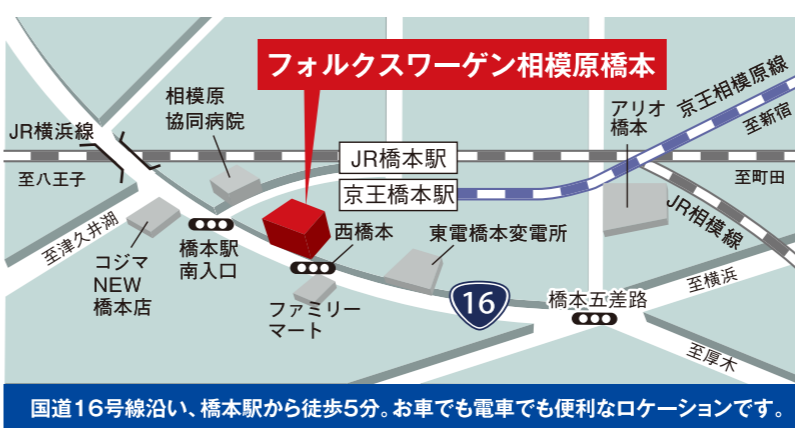 フォルクスワーゲン相模原橋本
相模原
協同病院
アリオ
橋本
京王相模原線
至新宿
JR横浜線
JR橋本駅
至八王子
京王橋本駅
至町田
JR相模線
至津久井湖
コジマ
NEW
橋本店
橋本駅
南入口
西橋本
東電橋本変電所
ファミリー
マート
16
橋本五差路
至横浜
至厚木
国道16号線沿い、橋本駅から徒歩5分。お車でも電車でも便利なロケーションです。